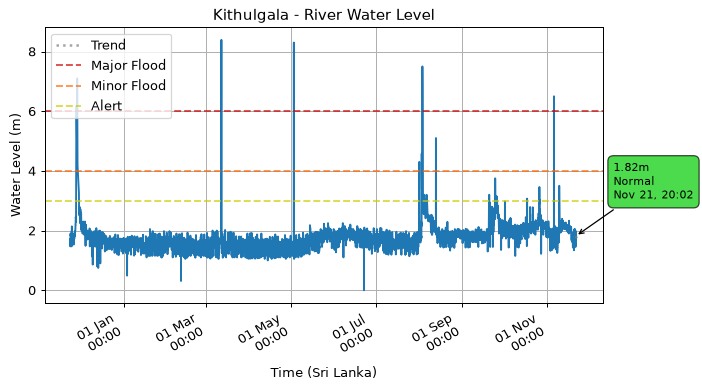 Kithulgala - River Water Level
Trend
Major Flood
Minor Flood
Alert
Water Level (m)
8
6
4
2
0
1.82m
Normal
Nov 21, 20:02
01 Jan
00:00
01 Mar
00:00
01 May
00:00
01 Jul
00:00
01 Sep
00:00
01 Nov
00:00
Time (Sri Lanka)